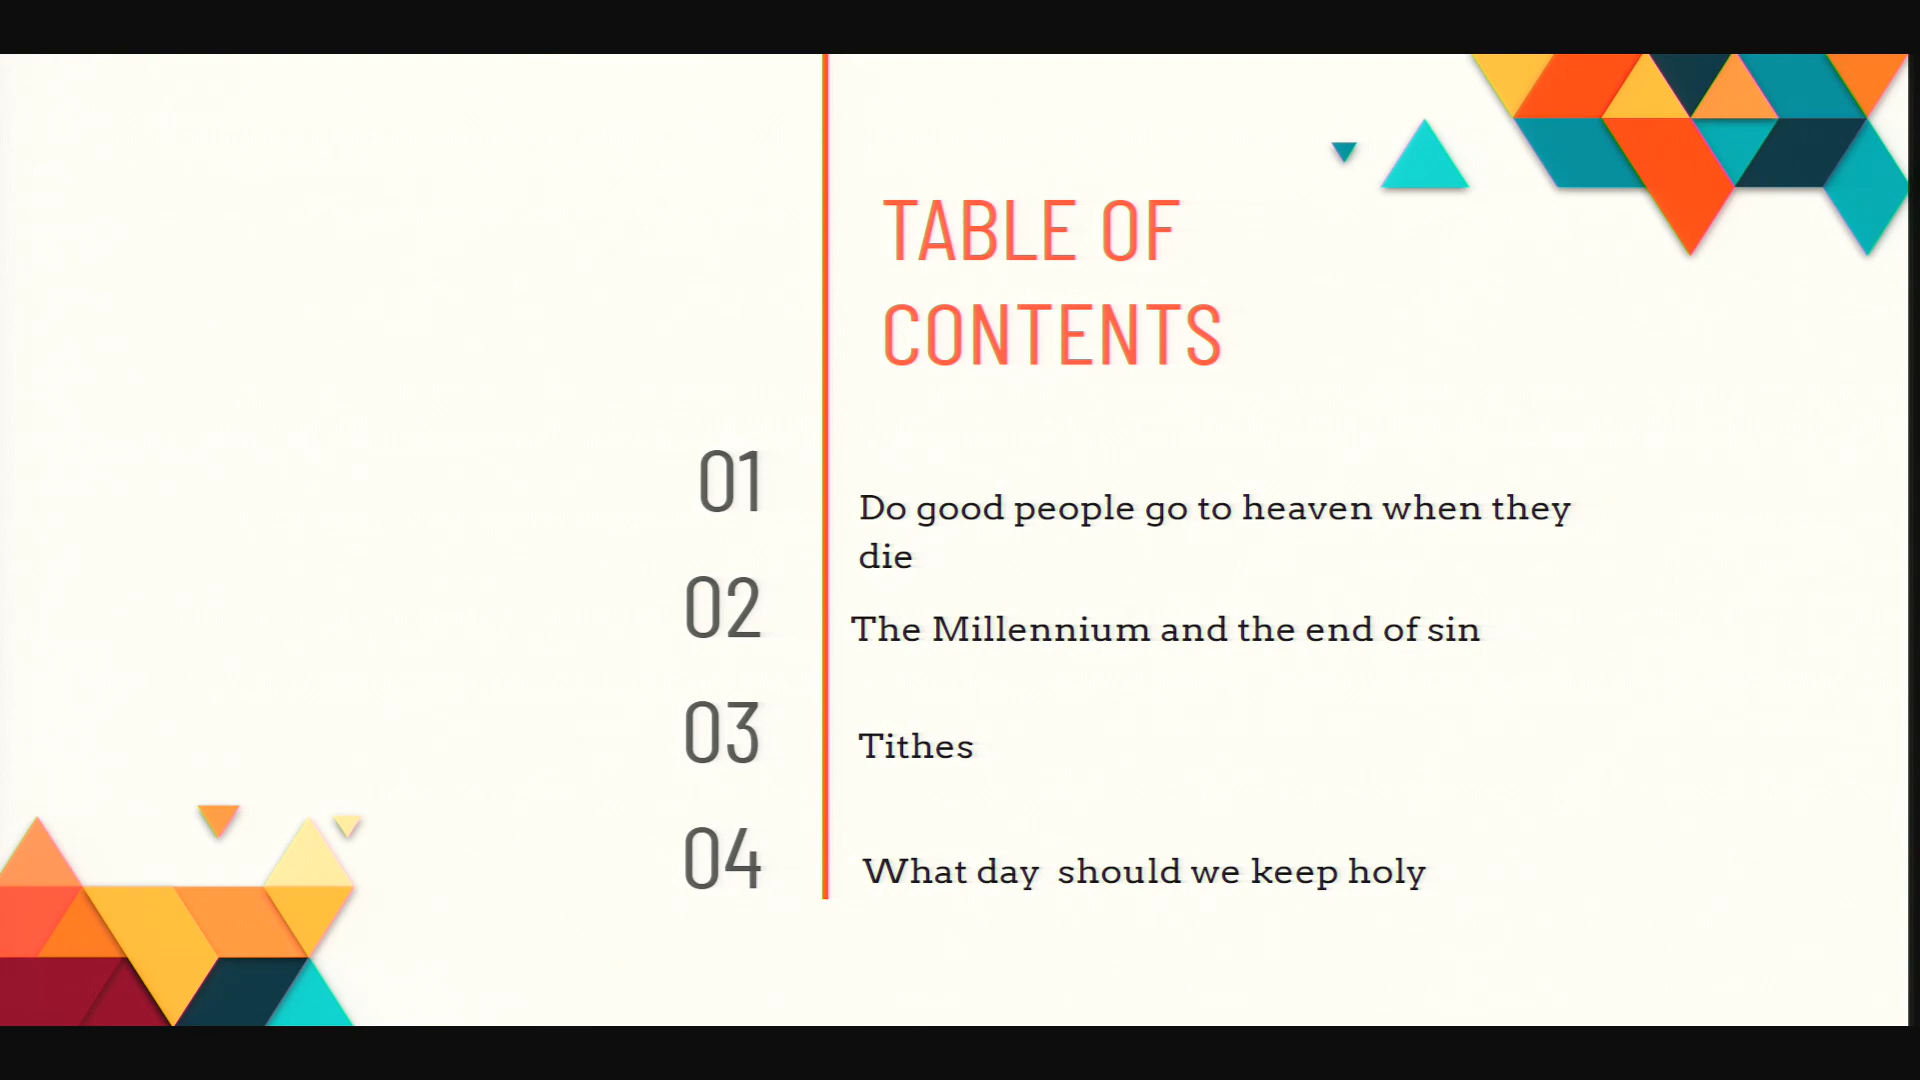 TABLE OF
CONTENTS
01
Do good people go to heaven when they
die
02
The Millennium and the end of sin
03
Tithes
04
What day  should we keep holy